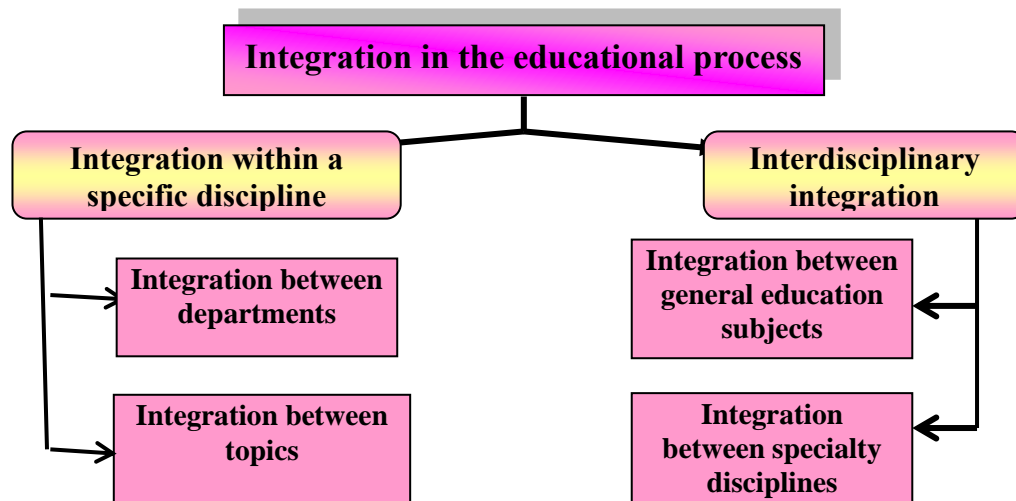 Integration in the educational process
Integration within a
specific discipline
Interdisciplinary
integration
Integration between
departments
Integration between
general education
subjects
Integration between
topics
Integration
between specialty
disciplines